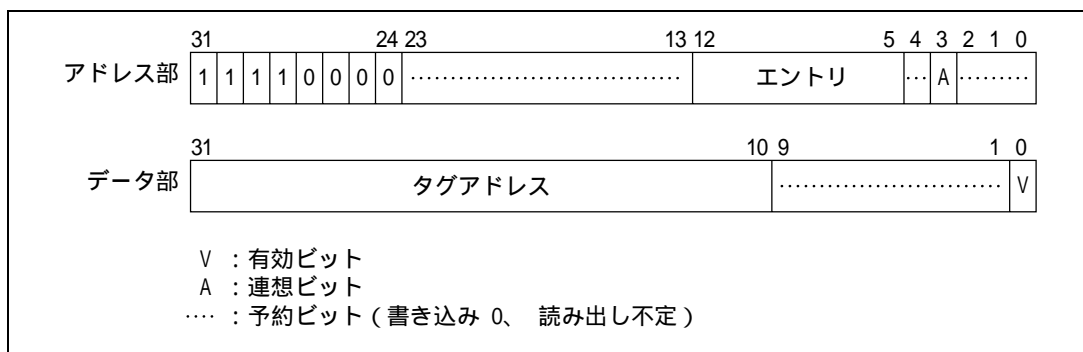 31 24 23 13 12 5 4 3 2 1 0
アドレス部 1 1 1 1 0 0 0 0 ・・・・・・・・・・・・・・・・・・・・・・・・・・・・・・・・・・ エントリ ・・・ A ・・・・・・・・・
31 10 9 1 0
データ部 タグアドレス ・・・・・・・・・・・・・・・・・・・・・・・・・・・・ V
V :有効ビット
A :連想ビット
・・・・ :予約ビット(書き込み 0、 読み出し不定)